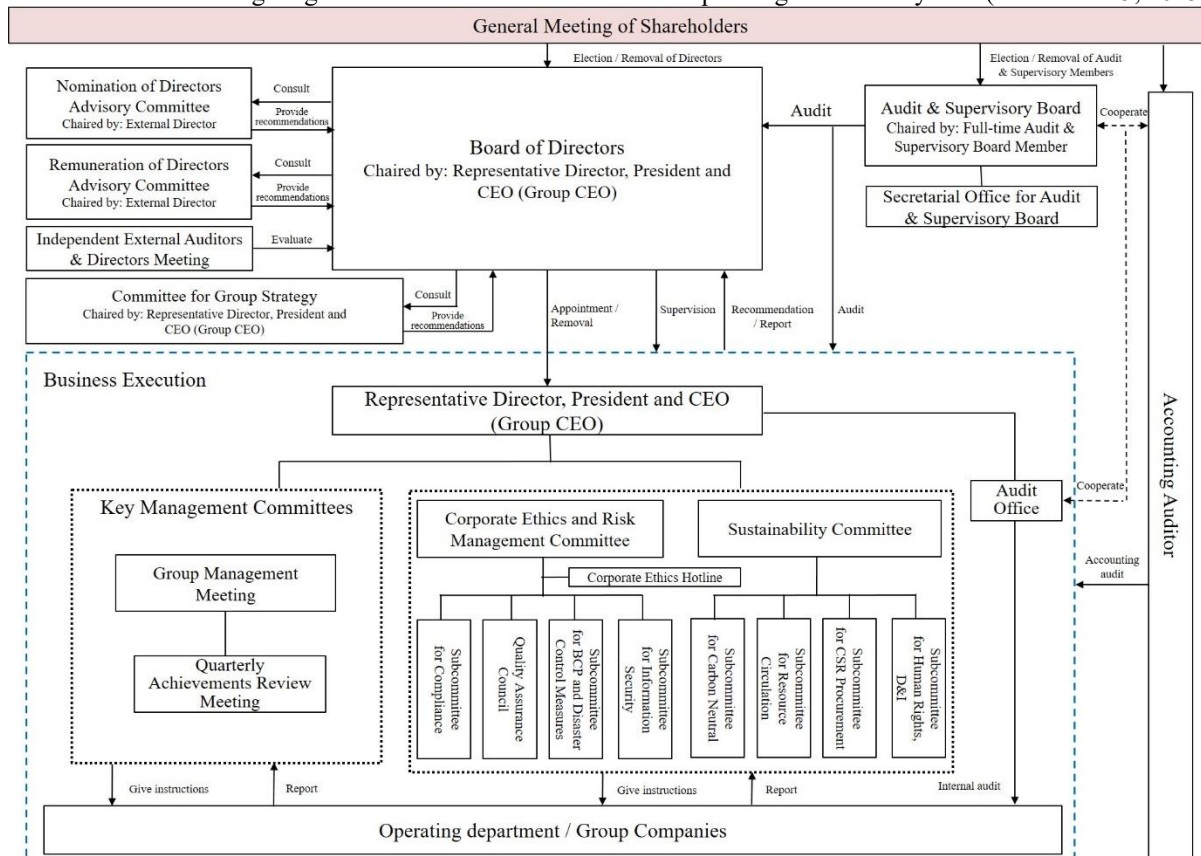 General Meeting of Shareholders
Election / Removal of Directors
Election / Removal of Audit
& Supervisory Members
Nomination of Directors
Advisory Committee
Chaired by: External Director
Consult
Provide
recommendations
Remuneration of Directors
Advisory Committee
Chaired by: External Director
Consult
Provide
recommendations
Independent External Auditors
& Directors Meeting
Evaluate
Board of Directors
Chaired by: Representative Director, President and
CEO (Group CEO)
Audit
Audit & Supervisory Board
Chaired by: Full-time Audit &
Supervisory Board Member
Cooperate
Secretarial Office for Audit
& Supervisory Board
Committee for Group Strategy
Chaired by: Representative Director, President and
CEO (Group CEO)
Consult
Provide
recommendations
Appointment /
Removal
Supervision
Recommendation
/ Report
Audit
Business Execution
Representative Director, President and CEO
(Group CEO)
Key Management Committees
Group Management
Meeting
Quarterly
Achievements Review
Meeting
Corporate Ethics and Risk
Management Committee
Corporate Ethics Hotline
Sustainability Committee
Subcommittee
for Compliance
Quality Assurance
Council
Subcommittee
for BCP and Disaster
Control Measures
Subcommittee
for Information
Security
Subcommittee
for Carbon Neutral
Subcommittee
for Resource
Circulation
Subcommittee
for CSR Procurement
Subcommittee
for Human Rights,
D&I
Audit
Office
Cooperate
Accounting
audit
Accounting Auditor
Give instructions
Report
Give instructions
Report
Internal audit
Operating department / Group Companies